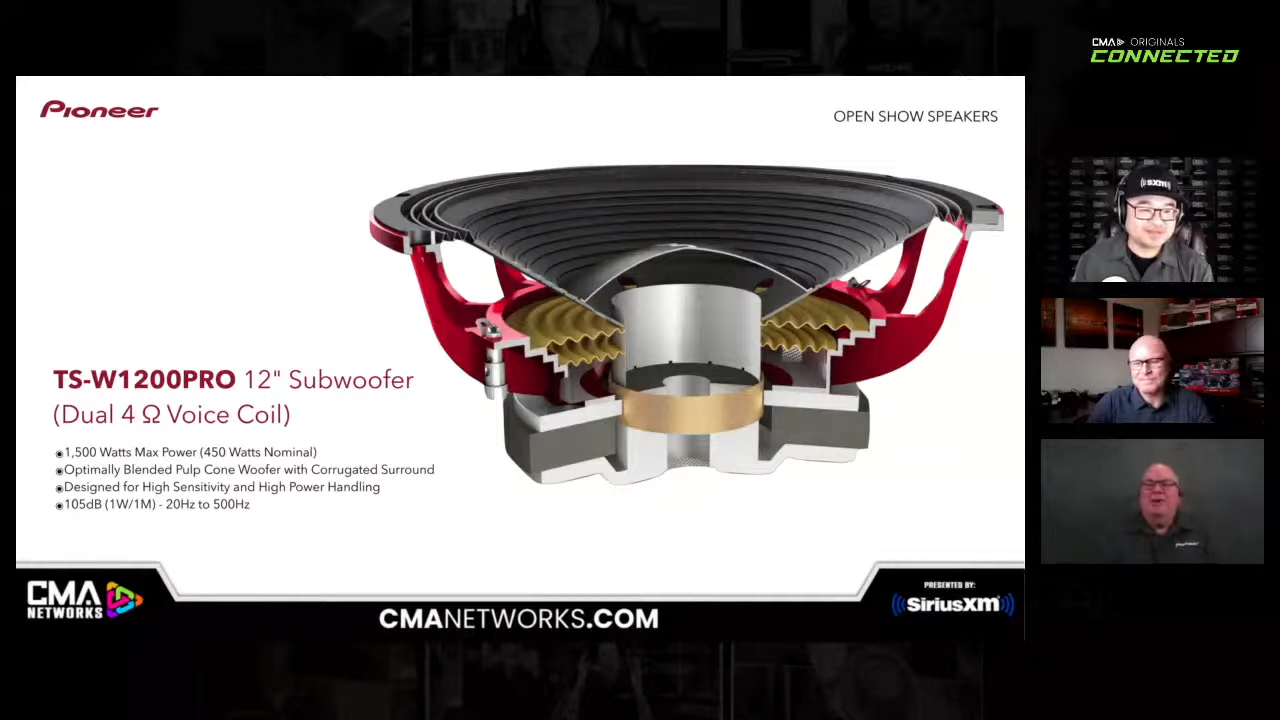 CMA ORIGINALS
CONNECTED
Pioneer
OPEN SHOW SPEAKERS
SXM
TS-W1200PRO 12" Subwoofer
(Dual 4 Ω Voice Coil)
◉1,500 Watts Max Power (450 Watts Nominal)
◉Optimally Blended Pulp Cone Woofer with Corrugated Surround
◉Designed for High Sensitivity and High Power Handling
◉105dB (1W/1M) - 20Hz to 500Hz
Pioneer
CMA
NETWORKS
CMANETWORKS.COM
PRESENTED BY:
SiriusXM